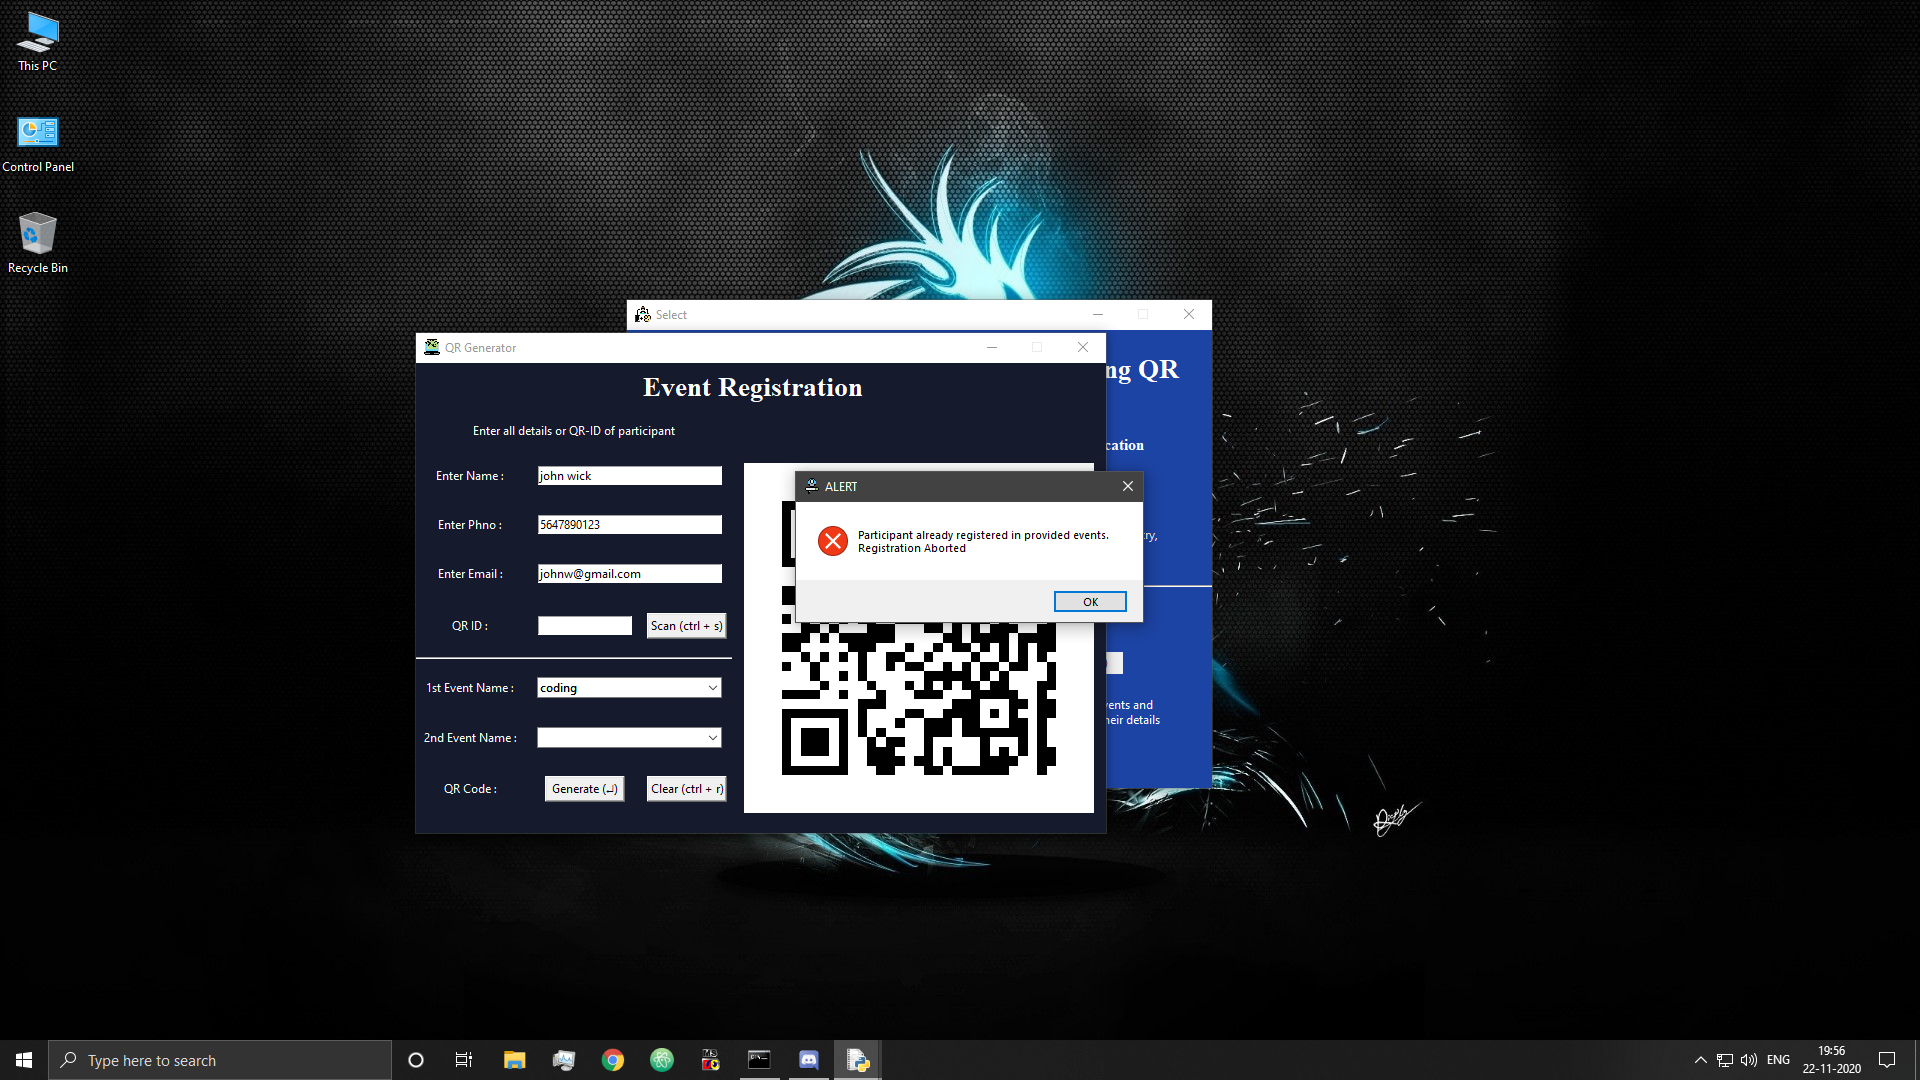 This PC
Control Panel
Recycle Bin
Select
QR Generator
ng QR
Event Registration
Enter all details or QR-ID of participant
cation
Enter Name :
john wick
ALERT
Enter Phno :
5647890123
Participant already registered in provided events.
Registration Aborted
ry,
Enter Email :
johnw@gmail.com
OK
QR ID :
Scan (ctrl + s)
1st Event Name :
coding
vents and
heir details
2nd Event Name :
QR Code :
Generate (↵)
Clear (ctrl + r)
Type here to search
ENG
19:56
22-11-2020